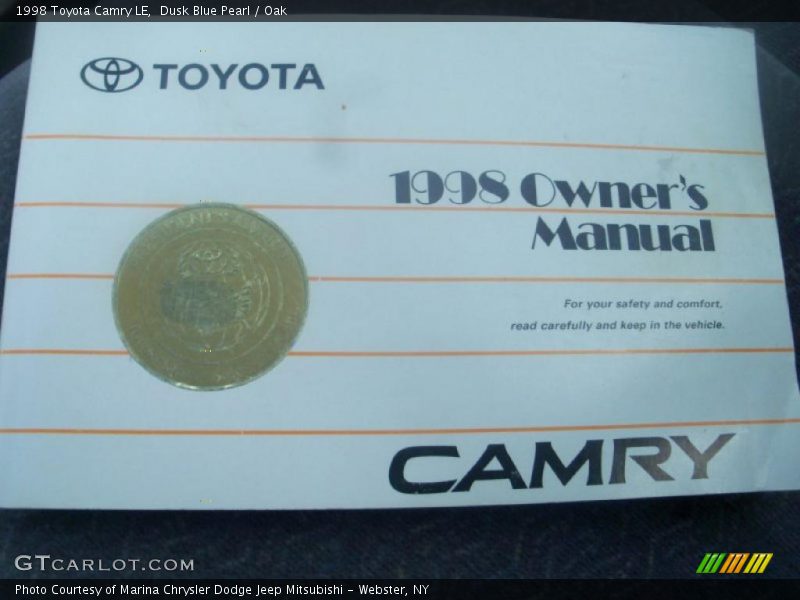 1998 Toyota Camry LE,  Dusk Blue Pearl / Oak
TOYOTA
1998 Owner's
Manual
For your safety and comfort,
read carefully and keep in the vehicle.
CAMRY
GTCARLOT.COM
Photo Courtesy of Marina Chrysler Dodge Jeep Mitsubishi - Webster, NY